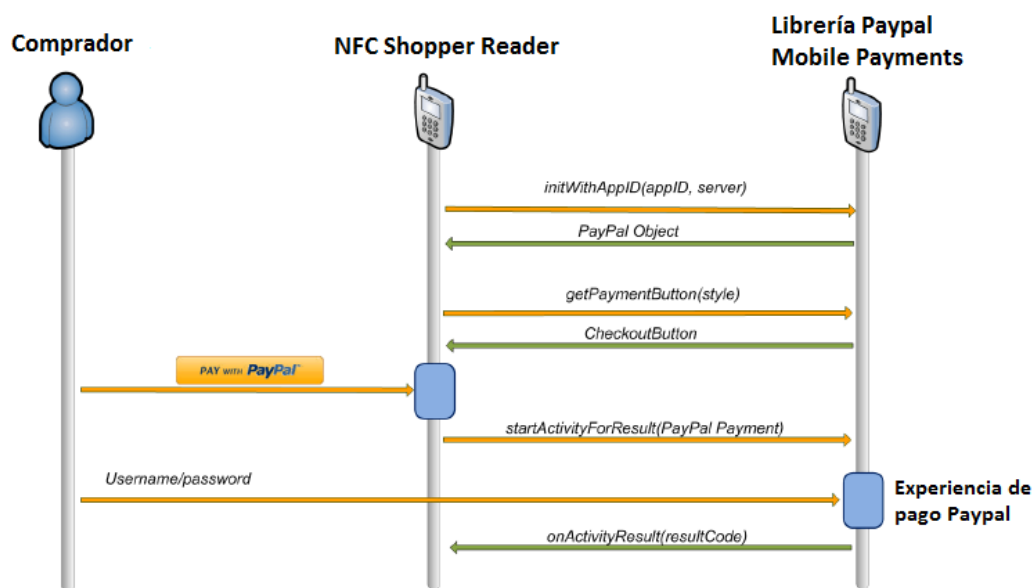 Comprador
NFC Shopper Reader
Librería Paypal
Mobile Payments
initWithAppID(appID, server)
PayPal Object
getPaymentButton(style)
CheckoutButton
PAY WITH PayPal™
startActivityForResult(PayPal Payment)
Username/password
Experiencia de
pago Paypal
onActivityResult(resultCode)